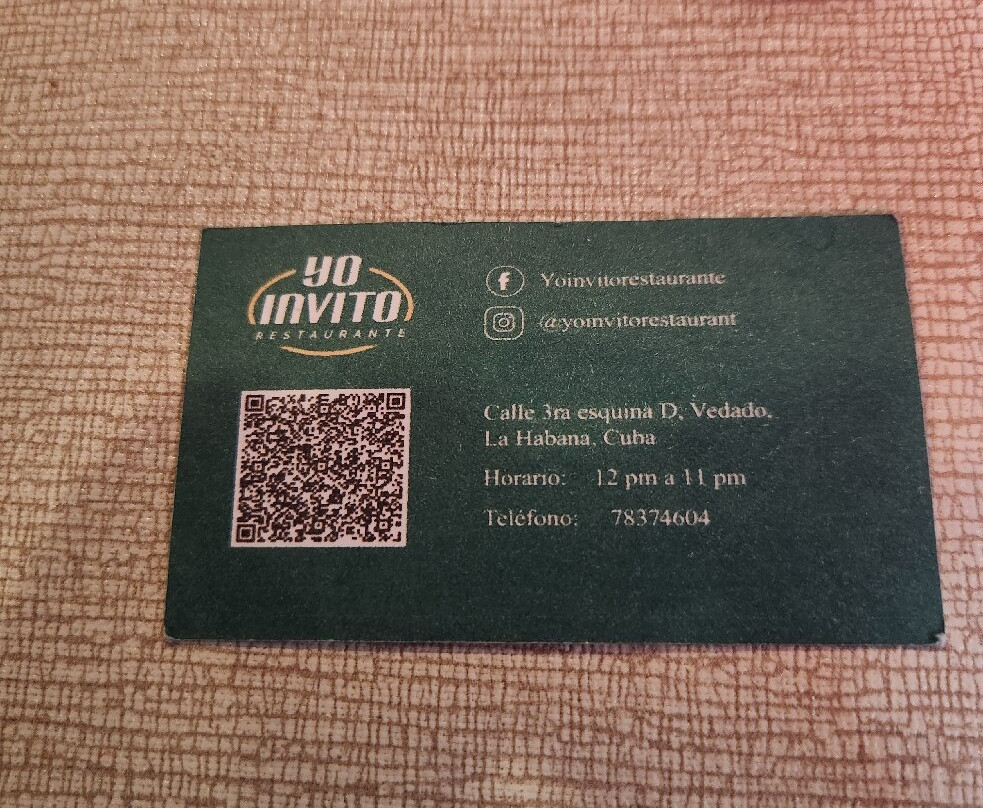 YO
INVITO
RESTAURANTE
Yoinvitorestaurante
@yoinvitorestaurant
Calle 3ra esquina D, Vedado,
La Habana, Cuba
Horario: 12 pm a 11 pm
Teléfono: 78374604